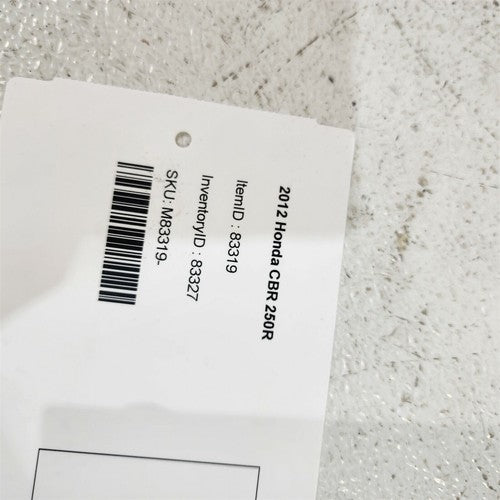 2012 Honda CBR 250R
ItemID : 83319
InventoryID : 83327
SKU: M83319-